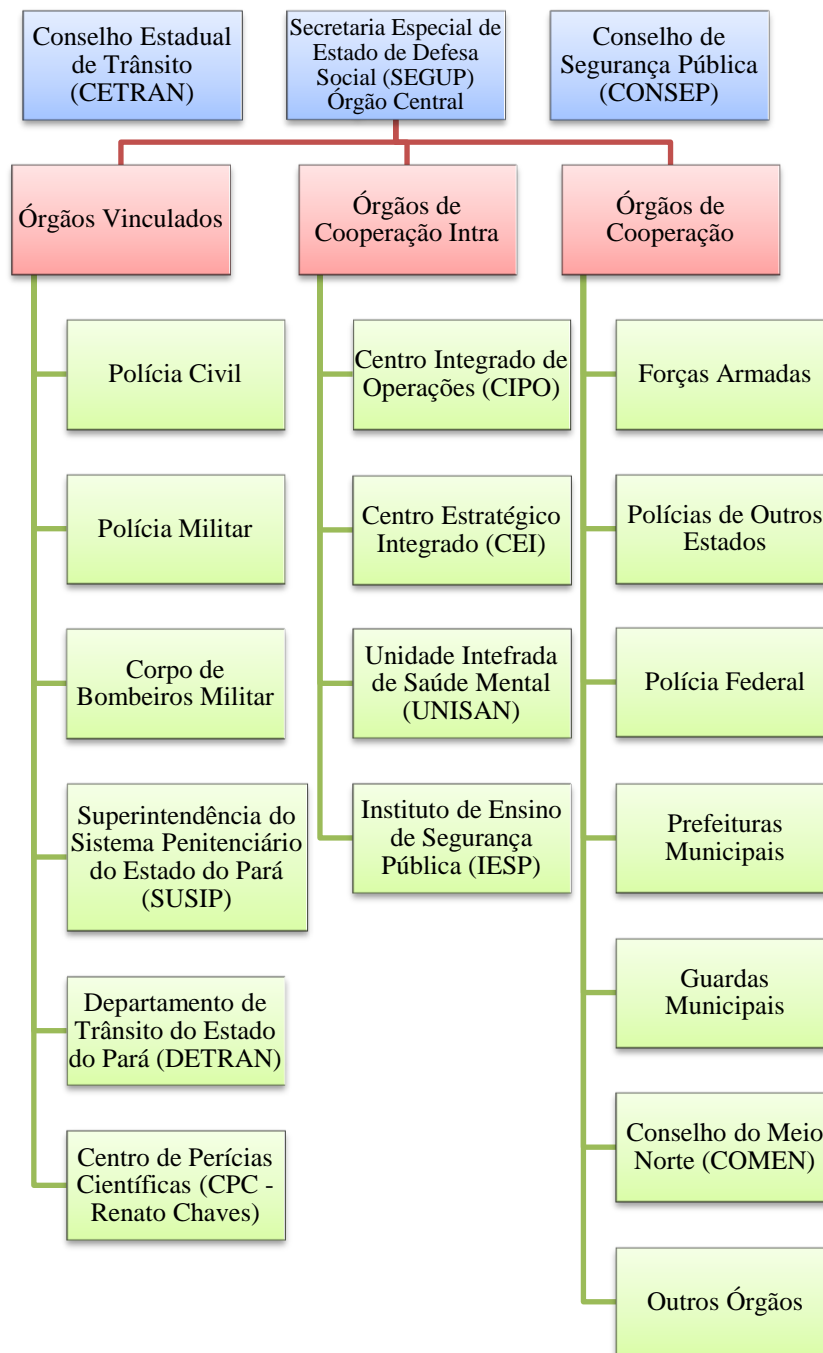 Conselho Estadual
de Trânsito
(CETRAN)
Secretaria Especial de
Estado de Defesa
Social (SEGUP)
Órgão Central
Conselho de
Segurança Pública
(CONSEP)
Órgãos Vinculados
Órgãos de
Cooperação Intra
Órgãos de
Cooperação
Polícia Civil
Polícia Militar
Corpo de
Bombeiros Militar
Superintendência do
Sistema Penitenciário
do Estado do Pará
(SUSIP)
Departamento de
Trânsito do Estado
do Pará (DETRAN)
Centro de Perícias
Científicas (CPC -
Renato Chaves)
Centro Integrado de
Operações (CIPO)
Centro Estratégico
Integrado (CEI)
Unidade Intefrada
de Saúde Mental
(UNISAN)
Instituto de Ensino
de Segurança
Pública (IESP)
Forças Armadas
Polícias de Outros
Estados
Polícia Federal
Prefeituras
Municipais
Guardas
Municipais
Conselho do Meio
Norte (COMEN)
Outros Órgãos